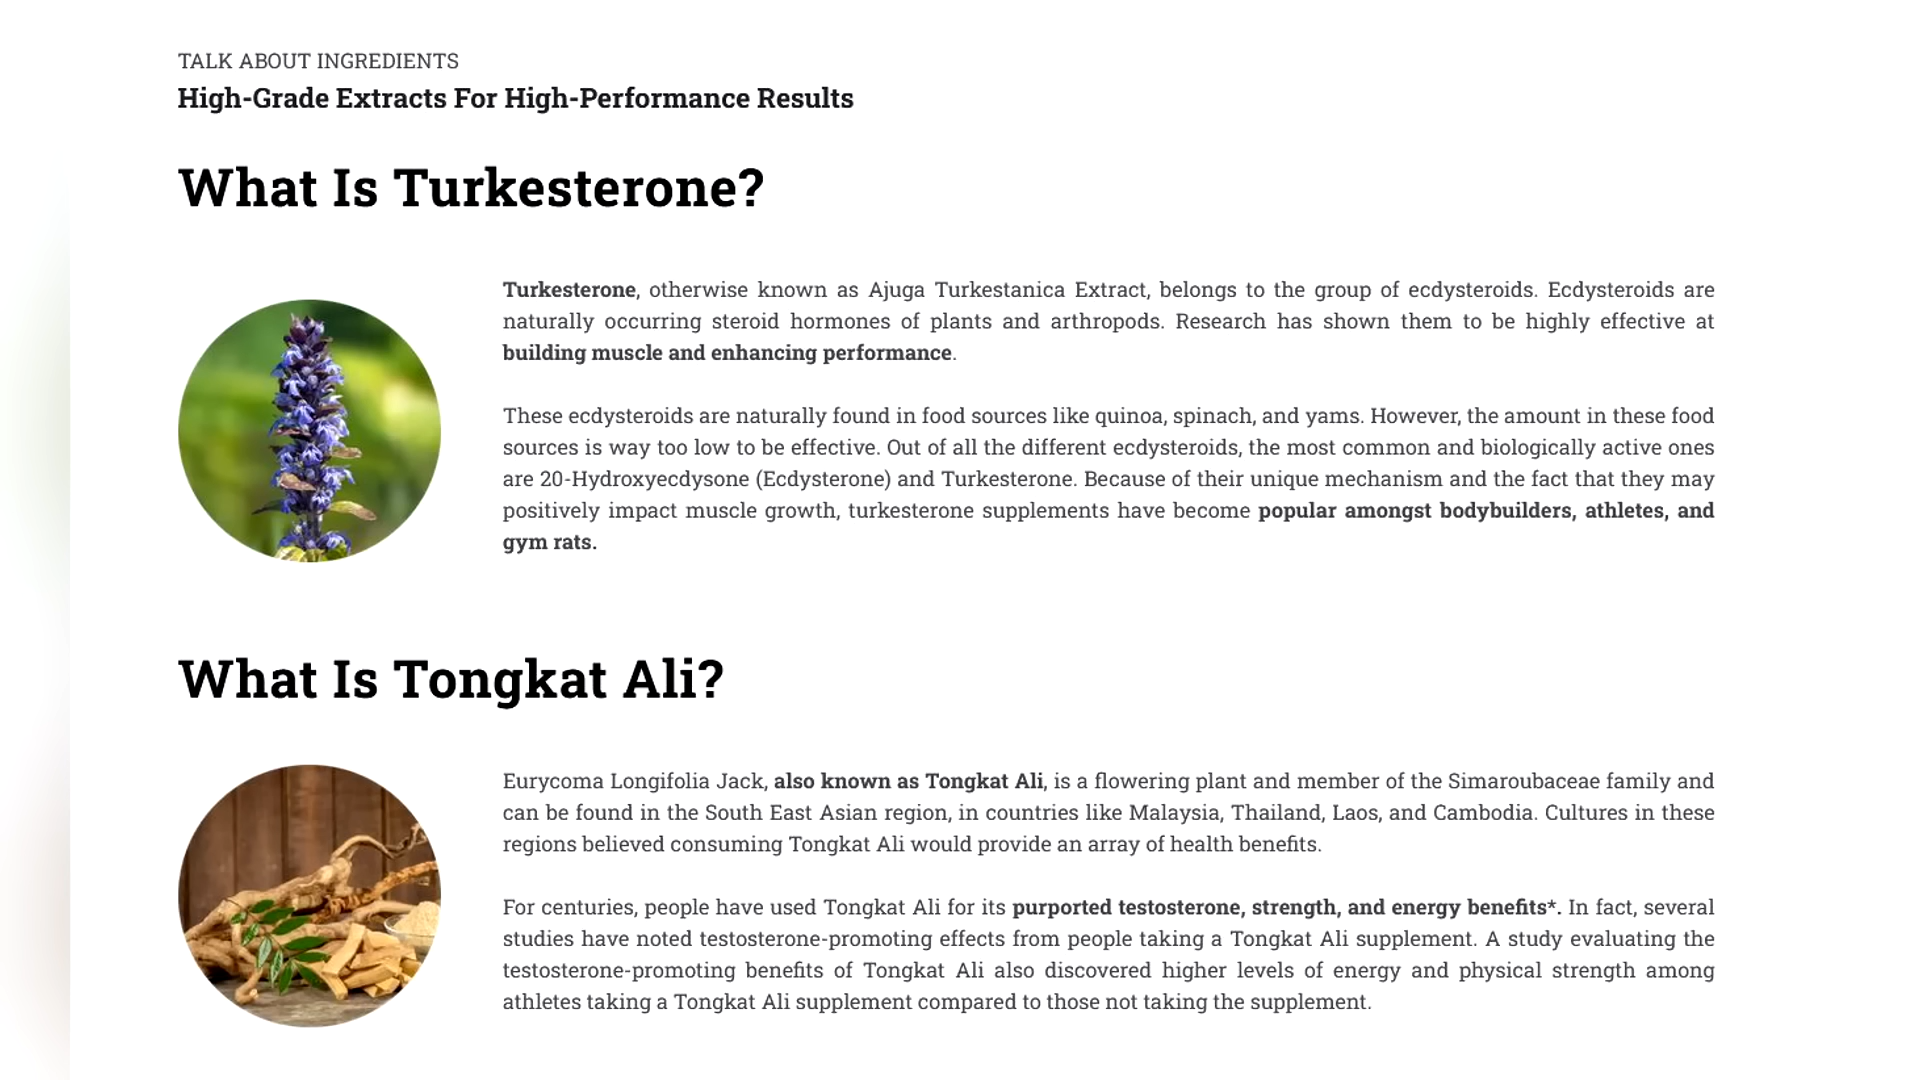 TALK ABOUT INGREDIENTS
High-Grade Extracts For High-Performance Results
What Is Turkesterone?
Turkesterone, otherwise known as Ajuga Turkestanica Extract, belongs to the group of ecdysteroids. Ecdysteroids are
naturally occurring steroid hormones of plants and arthropods. Research has shown them to be highly effective at
building muscle and enhancing performance.
These ecdysteroids are naturally found in food sources like quinoa, spinach, and yams. However, the amount in these food
sources is way too low to be effective. Out of all the different ecdysteroids, the most common and biologically active ones
are 20-Hydroxyecdysone (Ecdysterone) and Turkesterone. Because of their unique mechanism and the fact that they may
positively impact muscle growth, turkesterone supplements have become popular amongst bodybuilders, athletes, and
gym rats.
What Is Tongkat Ali?
Eurycoma Longifolia Jack, also known as Tongkat Ali, is a flowering plant and member of the Simaroubaceae family and
can be found in the South East Asian region, in countries like Malaysia, Thailand, Laos, and Cambodia. Cultures in these
regions believed consuming Tongkat Ali would provide an array of health benefits.
For centuries, people have used Tongkat Ali for its purported testosterone, strength, and energy benefits*. In fact, several
studies have noted testosterone-promoting effects from people taking a Tongkat Ali supplement. A study evaluating the
testosterone-promoting benefits of Tongkat Ali also discovered higher levels of energy and physical strength among
athletes taking a Tongkat Ali supplement compared to those not taking the supplement.